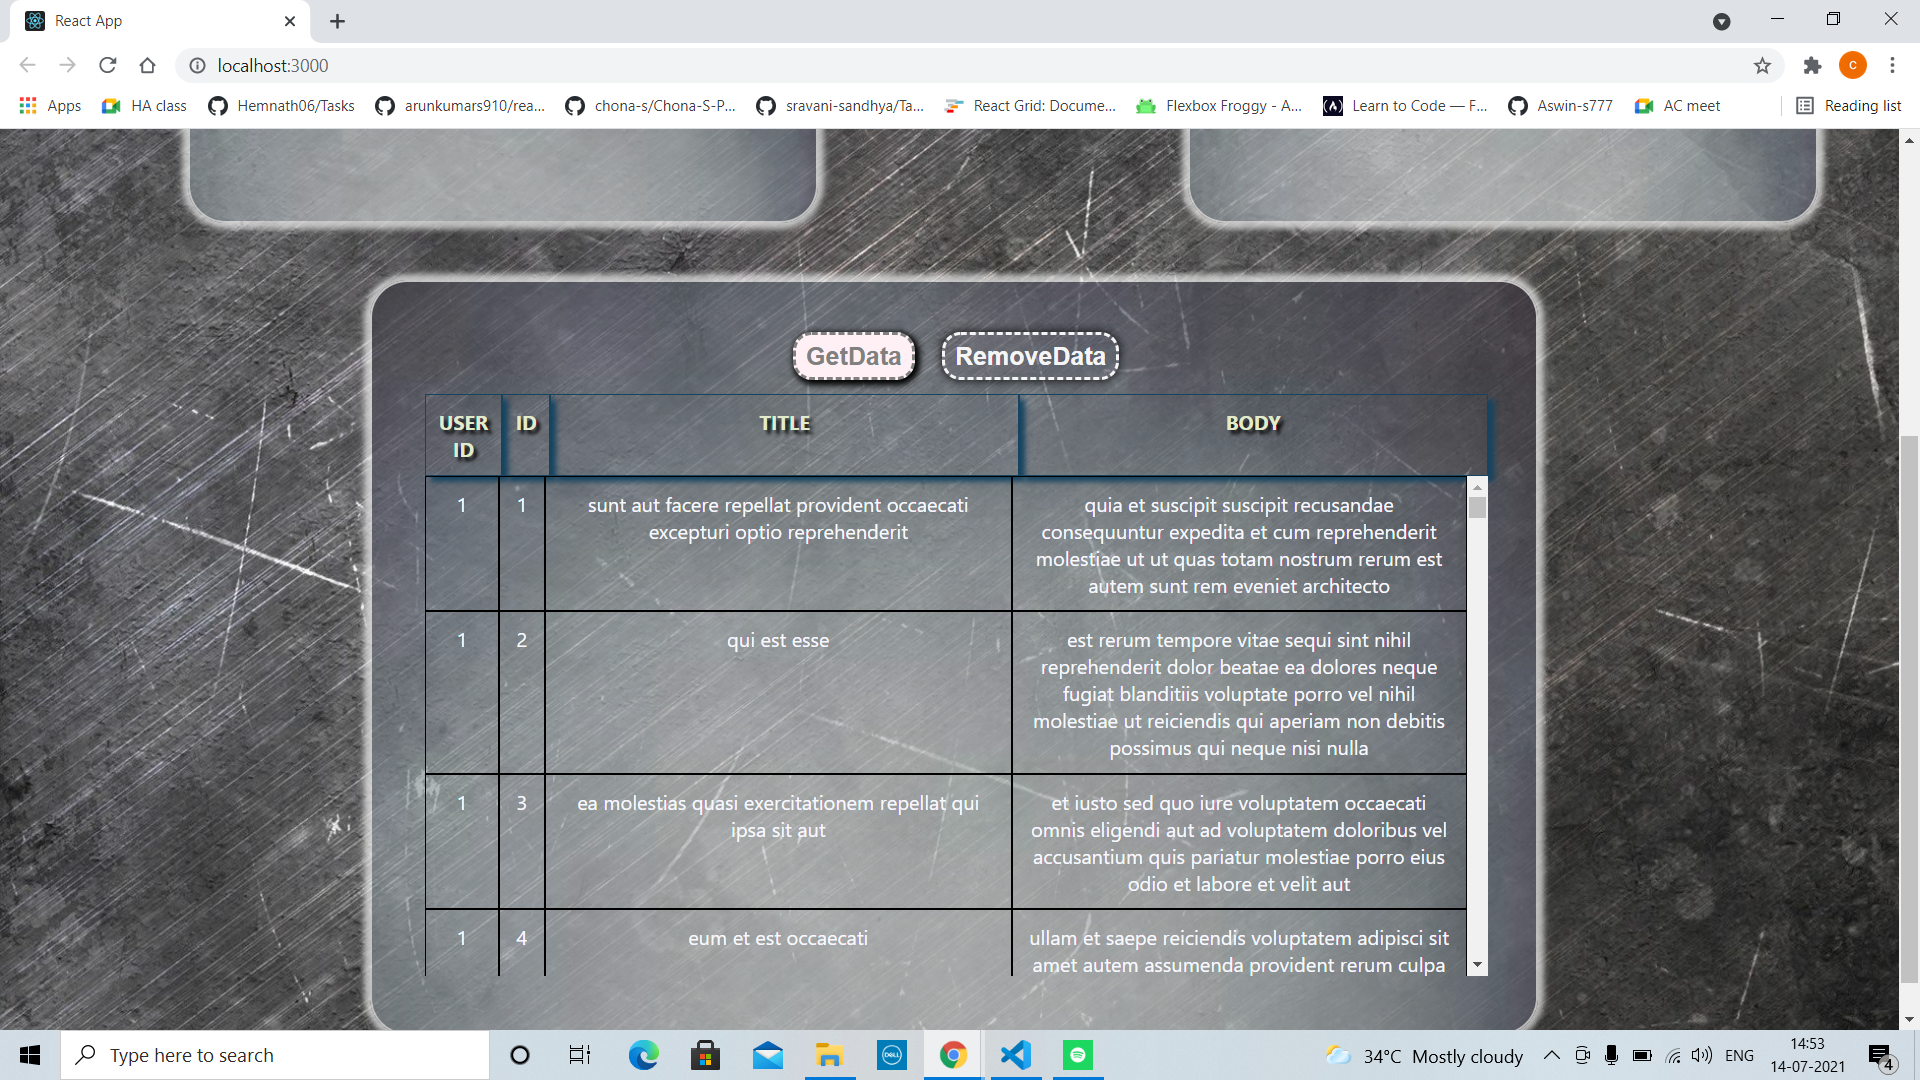 React App
localhost:3000
Apps
HA class
Hemnath06/Tasks
arunkumars910/rea...
chona-s/Chona-S-P...
sravani-sandhya/Ta...
React Grid: Docume...
Flexbox Froggy - A...
Learn to Code — F...
Aswin-s777
AC meet
Reading list
C
(A)
GetData
RemoveData
USER
ID
ID
TITLE
BODY
1
1
sunt aut facere repellat provident occaecati
excepturi optio reprehenderit
quia et suscipit suscipit recusandae
consequuntur expedita et cum reprehenderit
molestiae ut ut quas totam nostrum rerum est
autem sunt rem eveniet architecto
1
2
qui est esse
est rerum tempore vitae sequi sint nihil
reprehenderit dolor beatae ea dolores neque
fugiat blanditiis voluptate porro vel nihil
molestiae ut reiciendis qui aperiam non debitis
possimus qui neque nisi nulla
1
3
ea molestias quasi exercitationem repellat qui
ipsa sit aut
et iusto sed quo iure voluptatem occaecati
omnis eligendi aut ad voluptatem doloribus vel
accusantium quis pariatur molestiae porro eius
odio et labore et velit aut
1
4
eum et est occaecati
ullam et saepe reiciendis voluptatem adipisci sit
amet autem assumenda provident rerum culpa
Type here to search
DELL
34°C Mostly cloudy
ENG
14:53
14-07-2021
4